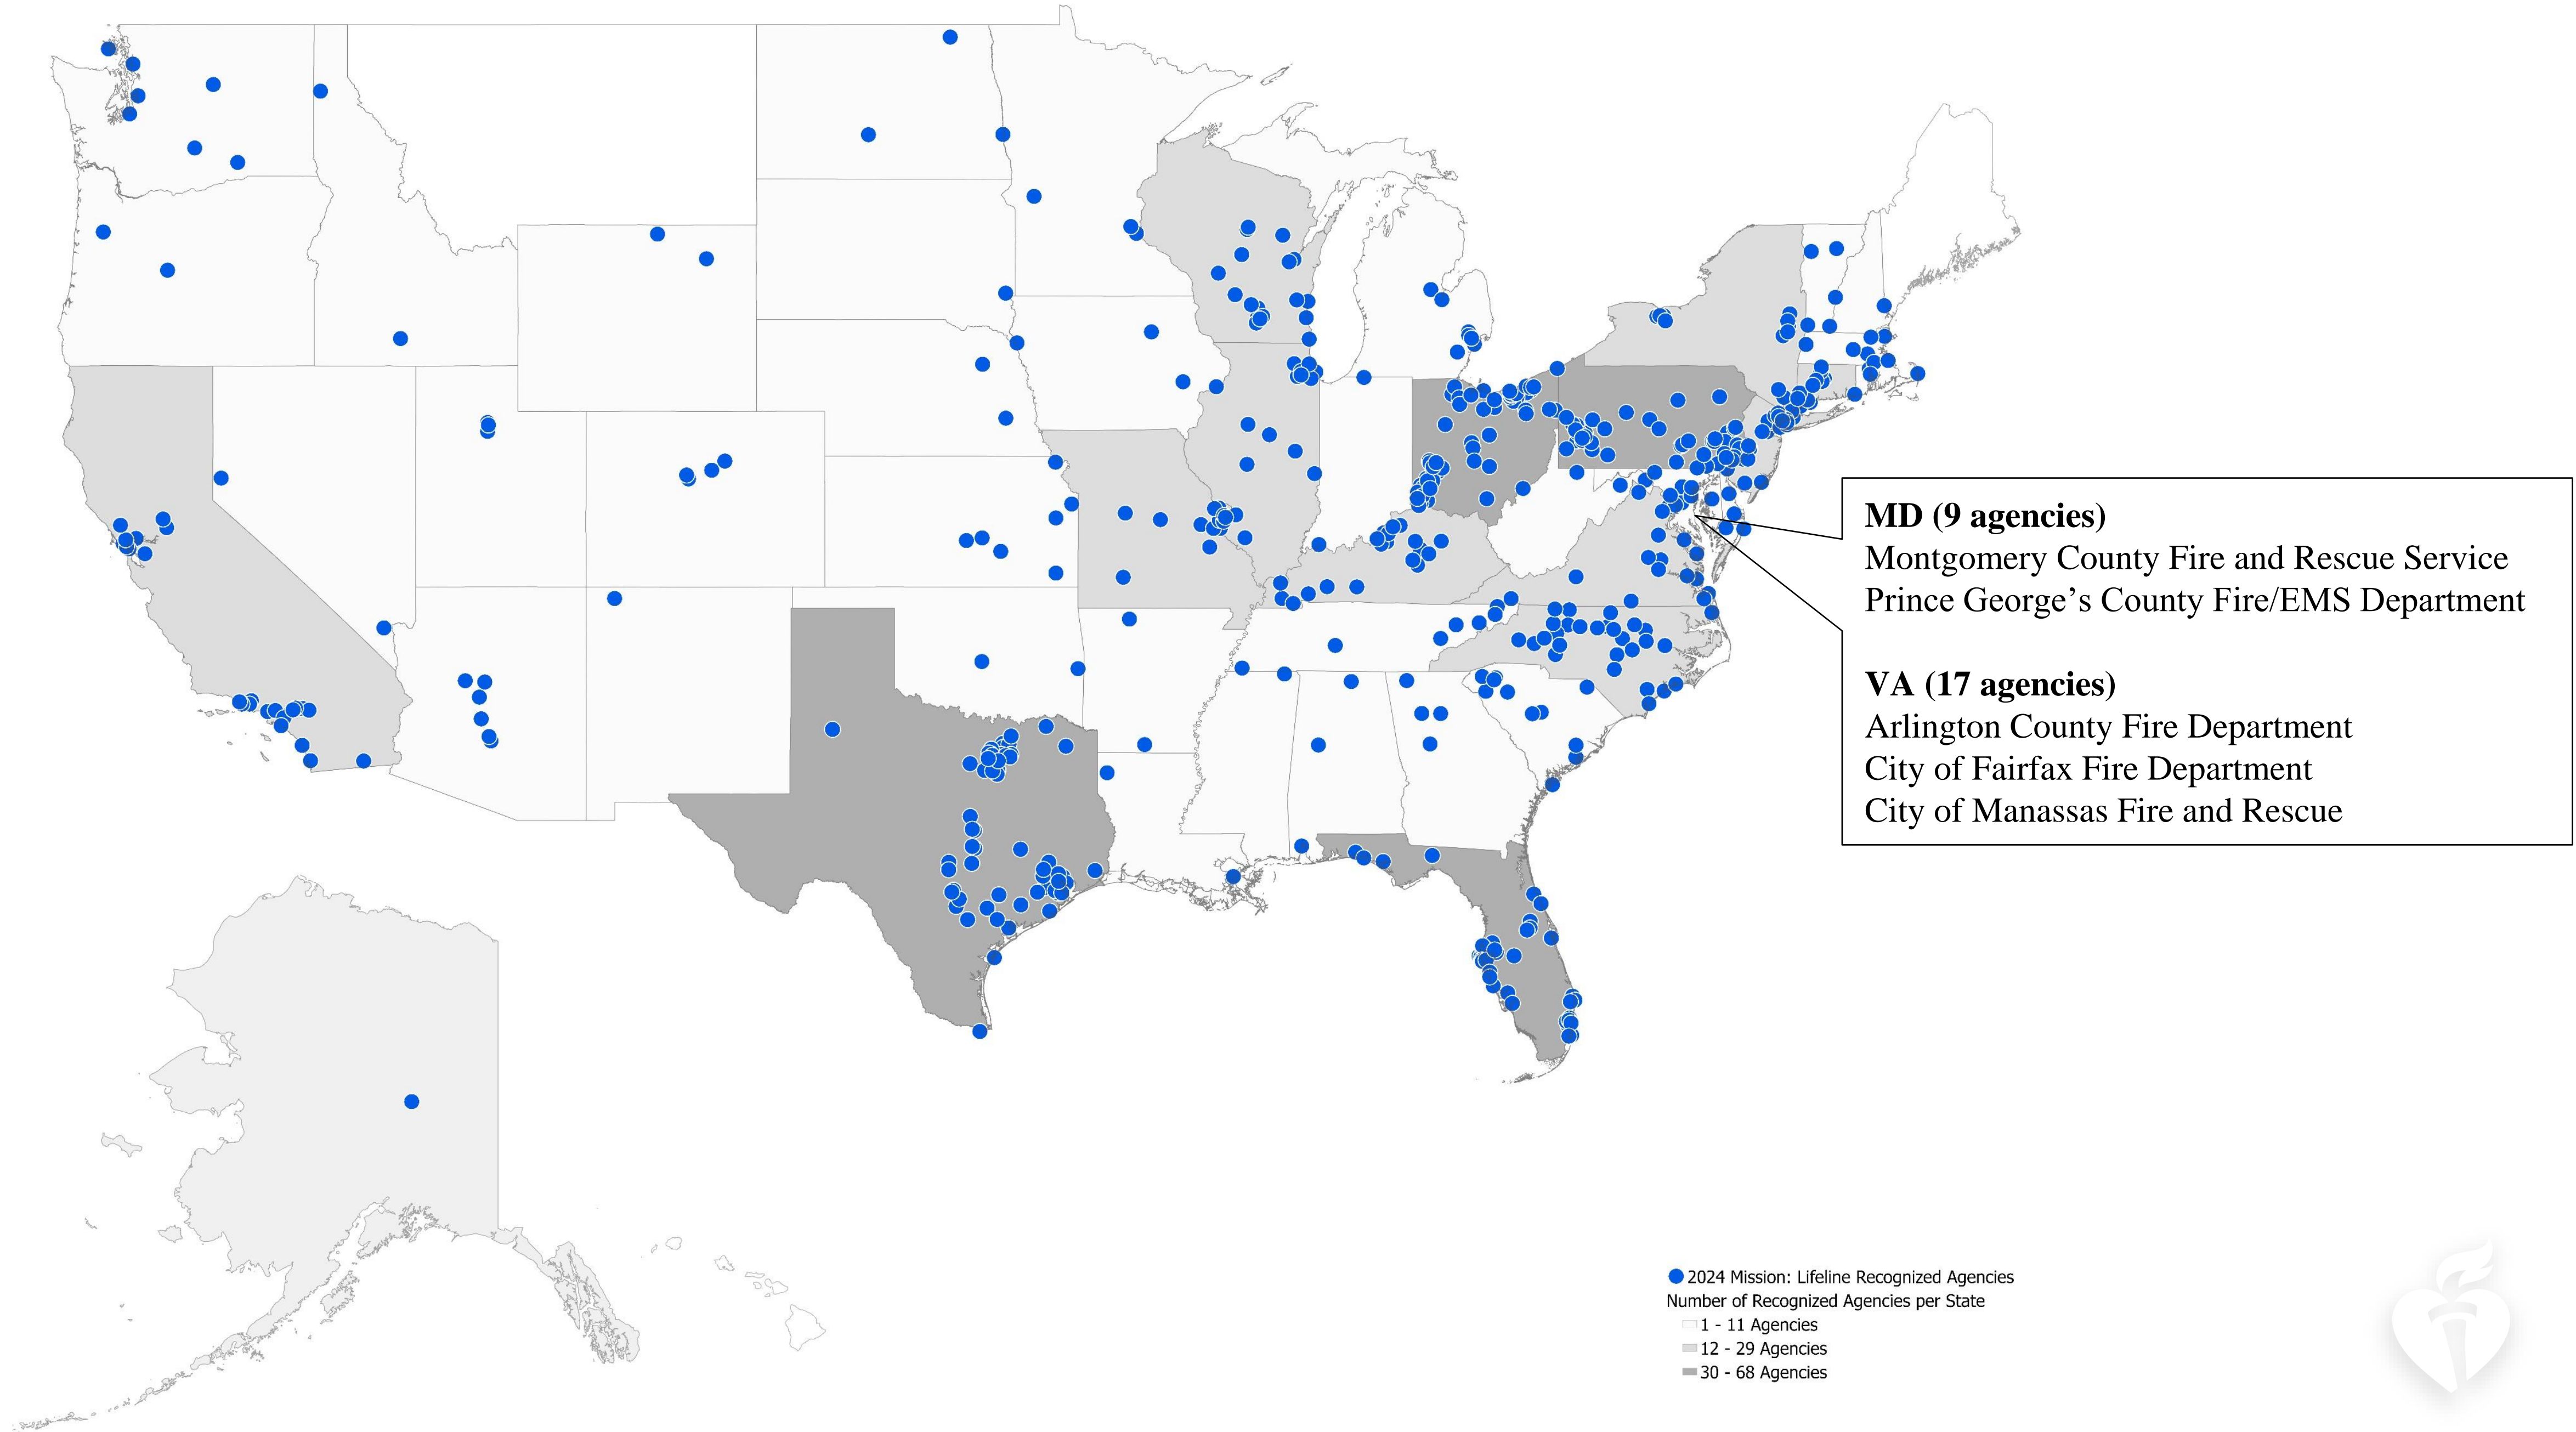 MD (9 agencies)
Montgomery County Fire and Rescue Service
Prince George’s County Fire/EMS Department
VA (17 agencies)
Arlington County Fire Department
City of Fairfax Fire Department
City of Manassas Fire and Rescue
2024 Mission: Lifeline Recognized Agencies
Number of Recognized Agencies per State
1 - 11 Agencies
12 - 29 Agencies
30 - 68 Agencies